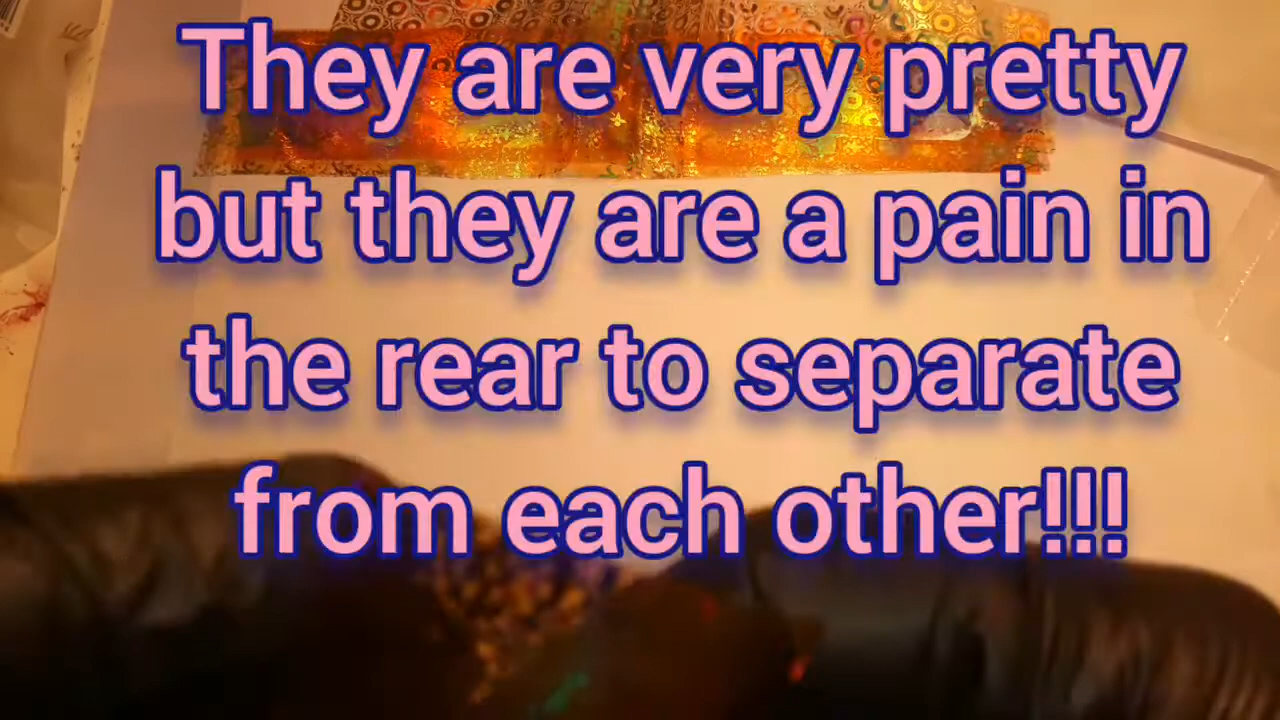 They are very pretty
but they are a pain in
the rear to separate
from each other!!!